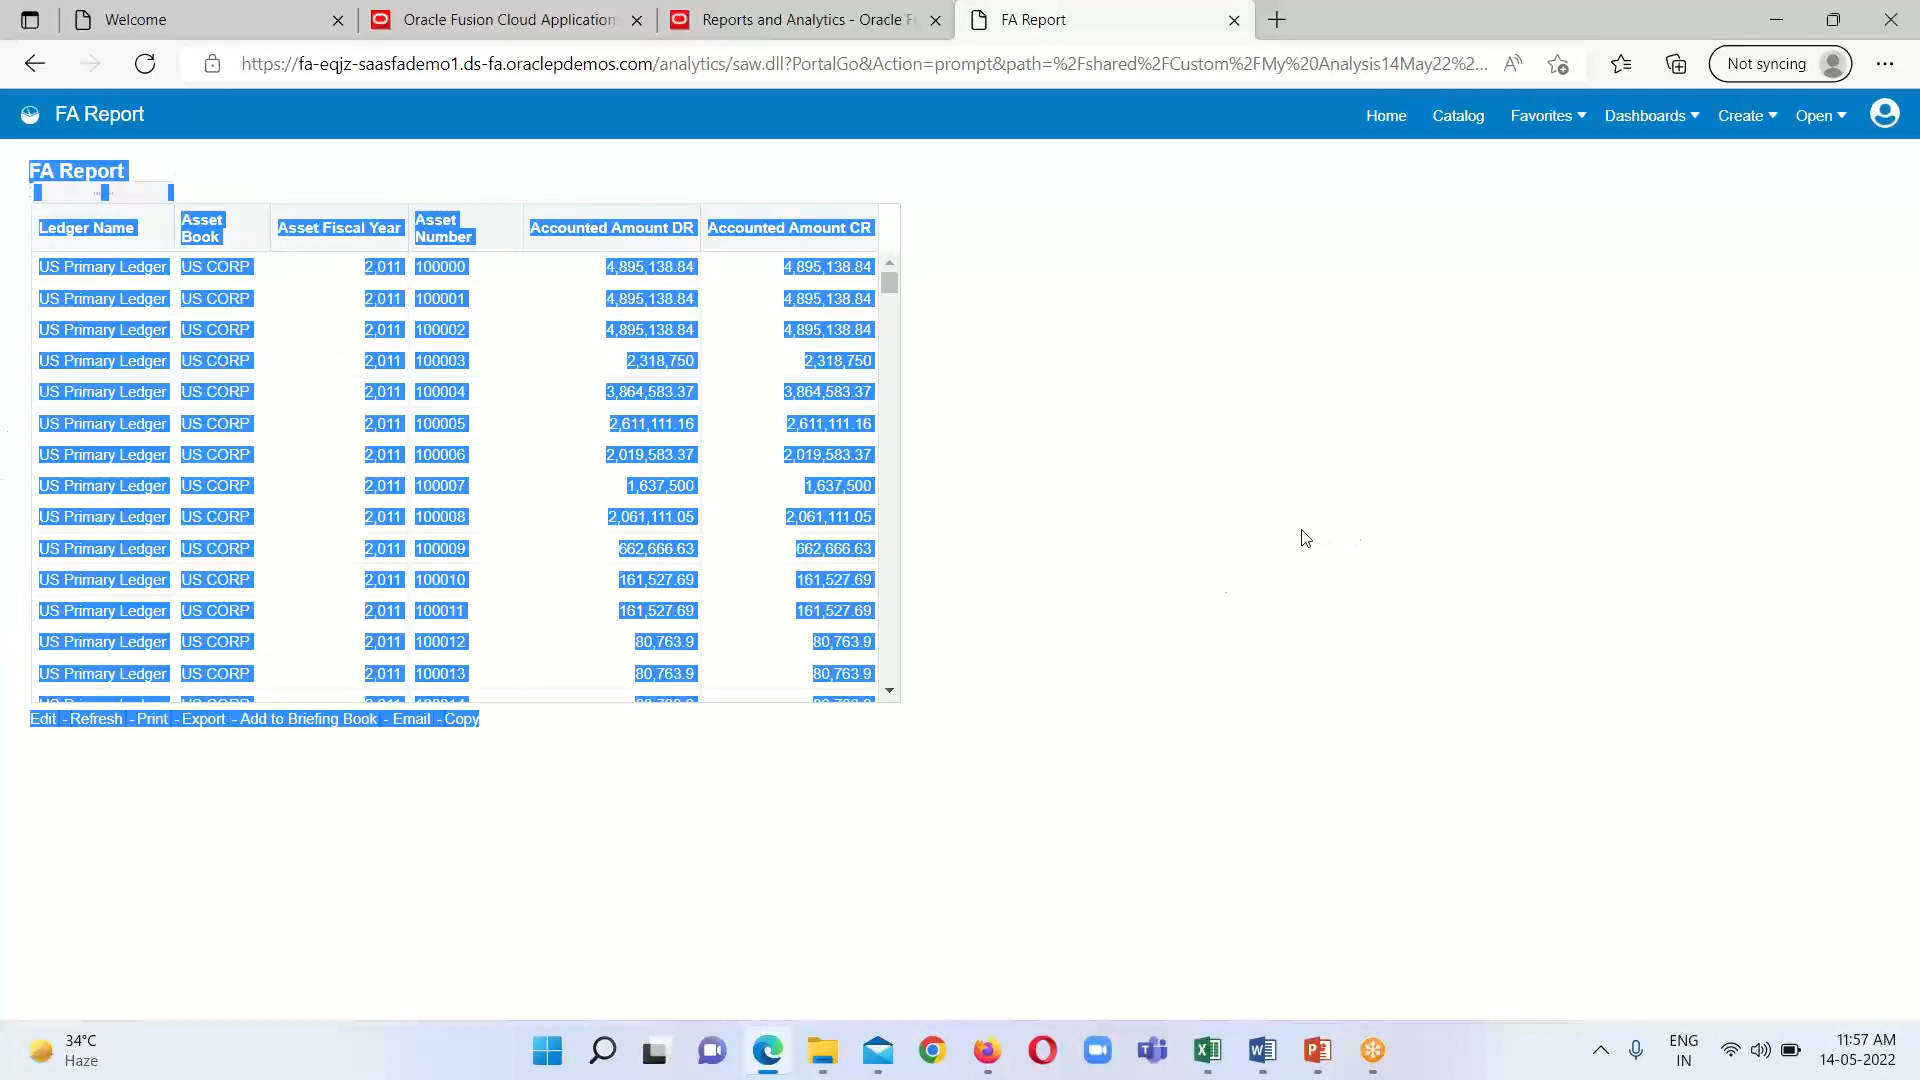 Welcome
Oracle Fusion Cloud Application
Reports and Analytics - Oracle F
FA Report
https://fa-eqjz-saasfademo1.ds-fa.oraclepdemos.com/analytics/saw.dll?PortalGo&Action=prompt&path=%2Fshared%2FCustom%2FMy%20Analysis14May22%2...
Not syncing
FA Report
Home Catalog Favorites Dashboards Create Open
FA Report
Ledger Name Asset Book Asset Fiscal Year Asset Number Accounted Amount DR Accounted Amount CR
US Primary Ledger US CORP 2,011 100000 4,895,138.84 4,895,138.84
US Primary Ledger US CORP 2,011 100001 4,895,138.84 4,895,138.84
US Primary Ledger US CORP 2,011 100002 4,895,138.84 4,895,138.84
US Primary Ledger US CORP 2,011 100003 2,318,750 2,318,750
US Primary Ledger US CORP 2,011 100004 3,864,583.37 3,864,583.37
US Primary Ledger US CORP 2,011 100005 2,611,111.16 2,611,111.16
US Primary Ledger US CORP 2,011 100006 2,019,583.37 2,019,583.37
US Primary Ledger US CORP 2,011 100007 1,637,500 1,637,500
US Primary Ledger US CORP 2,011 100008 2,061,111.05 2,061,111.05
US Primary Ledger US CORP 2,011 100009 662,666.63 662,666.63
US Primary Ledger US CORP 2,011 100010 161,527.69 161,527.69
US Primary Ledger US CORP 2,011 100011 161,527.69 161,527.69
US Primary Ledger US CORP 2,011 100012 80,763.9 80,763.9
US Primary Ledger US CORP 2,011 100013 80,763.9 80,763.9
Edit - Refresh - Print - Export - Add to Briefing Book - Email - Copy
34°C
Haze
ENG
IN
11:57 AM
14-05-2022